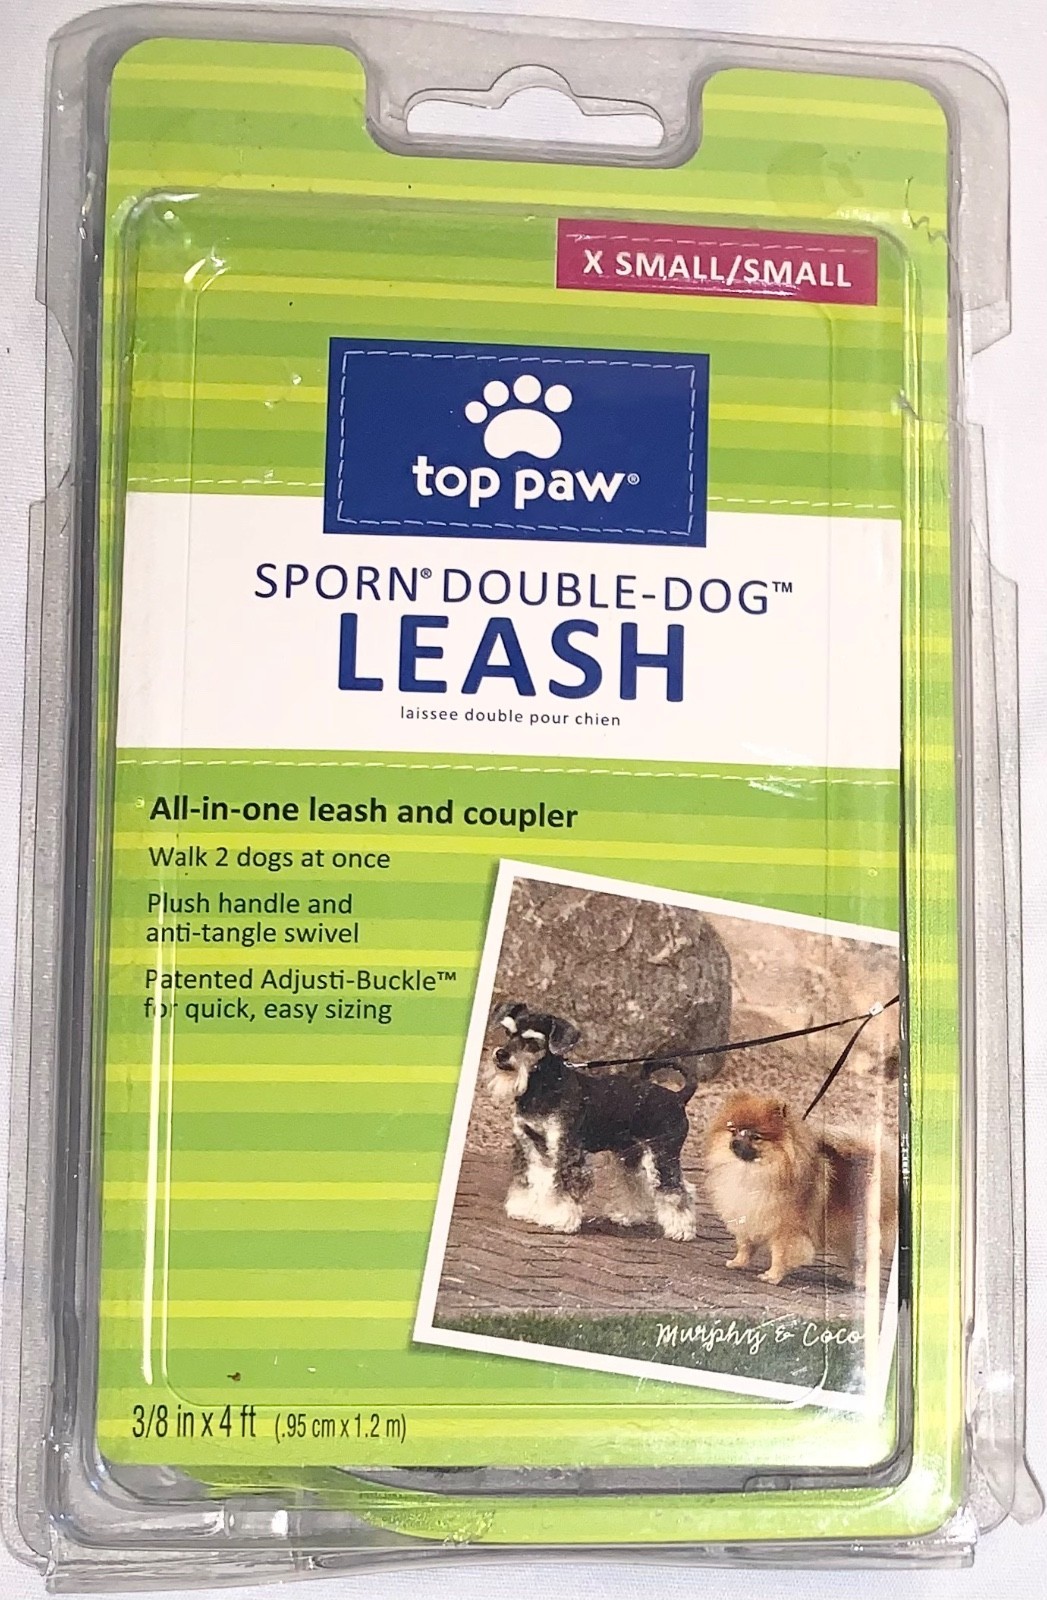 X SMALL/SMALL
top paw®
SPORN® DOUBLE-DOG™
LEASH
laissee double pour chien
All-in-one leash and coupler
Walk 2 dogs at once
Plush handle and
anti-tangle swivel
Patented Adjusti-Buckle™
for quick, easy sizing
Murphy & Coco
3/8 in x 4 ft (.95 cm x 1.2 m)